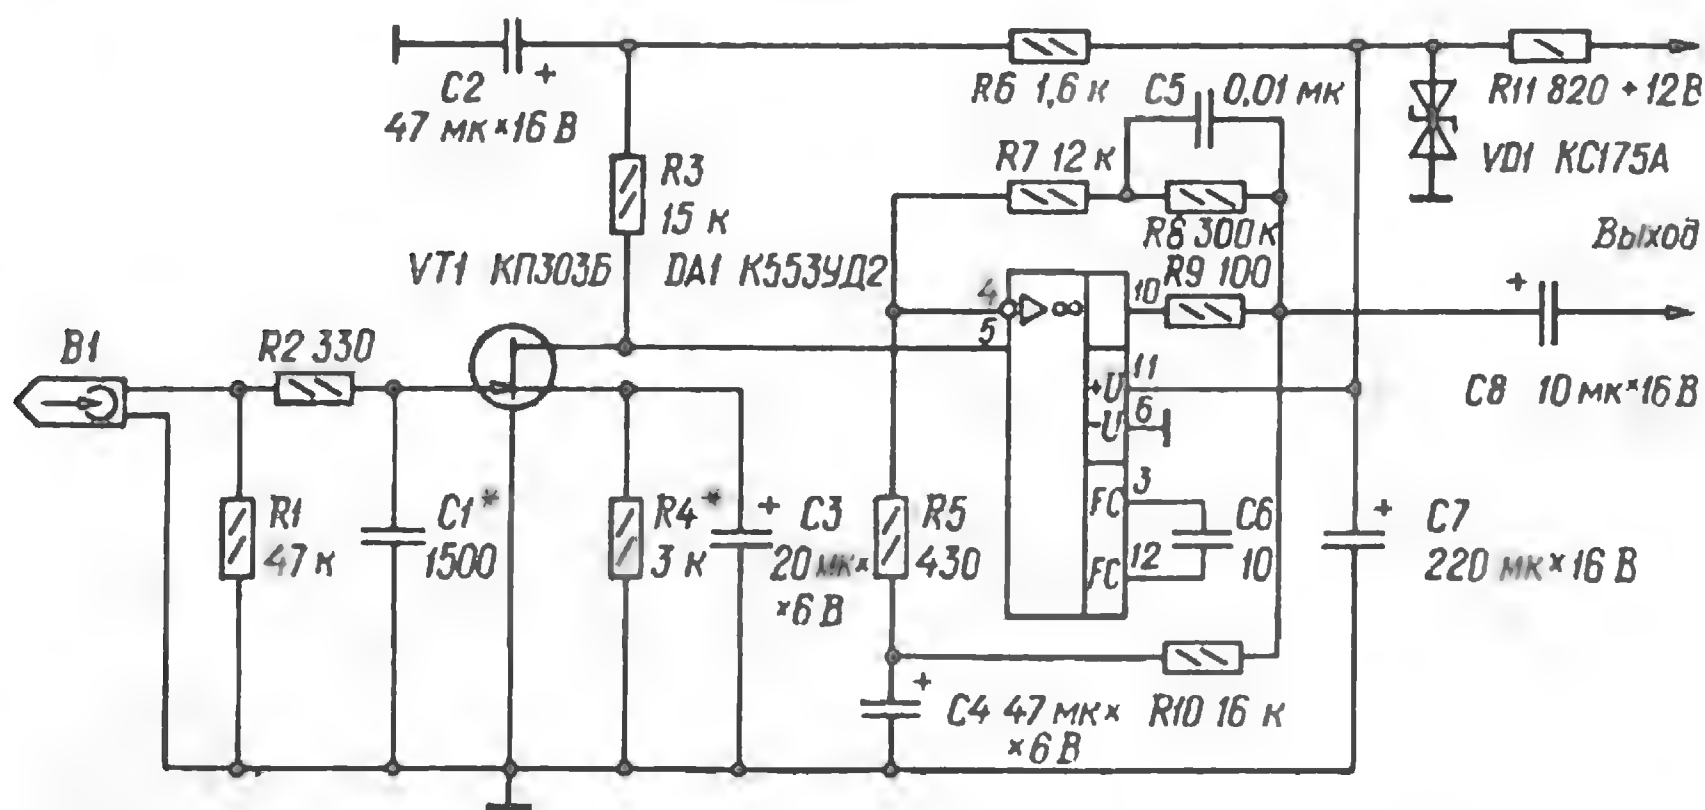 C2
47 мк×16 В
+
R6 1,6 к
C5
0,01 мк
R11 820
+12В
R7 12 к
VD1 КС175А
R3
15 к
R8 300к
Выход
VT1 КП303Б
DA1 К553УД2
R9 100
4
10
+
5
B1
R2 330
11
+U
6
-U
C8 10 мк×16 В
R1
47 к
C1*
1500
R4*
3 к
+
C3
20 мк×
×6 В
R5
430
FC
3
FC
12
C6
10
+
C7
220 мк×16 В
+
C4 47 мк×
×6 В
R10 16 к